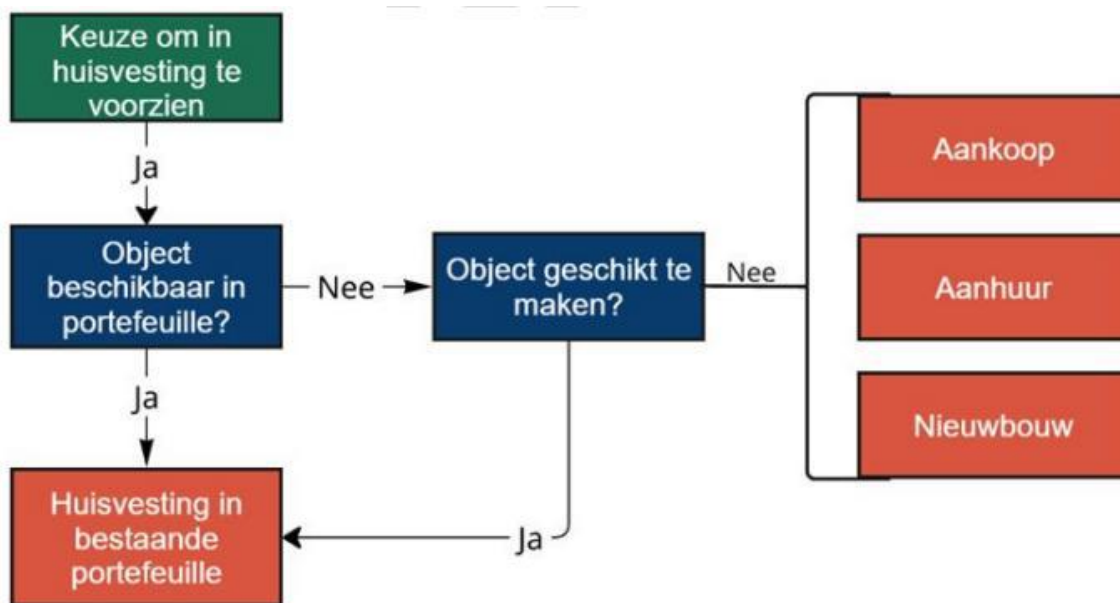 Keuze om in
huisvesting te
voorzien
Ja
Object
beschikbaar in
portefeuille?
Nee
Object geschikt te
maken?
Nee
Aankoop
Aanhuur
Nieuwbouw
Ja
Huisvesting in
bestaande
portefeuille
Ja